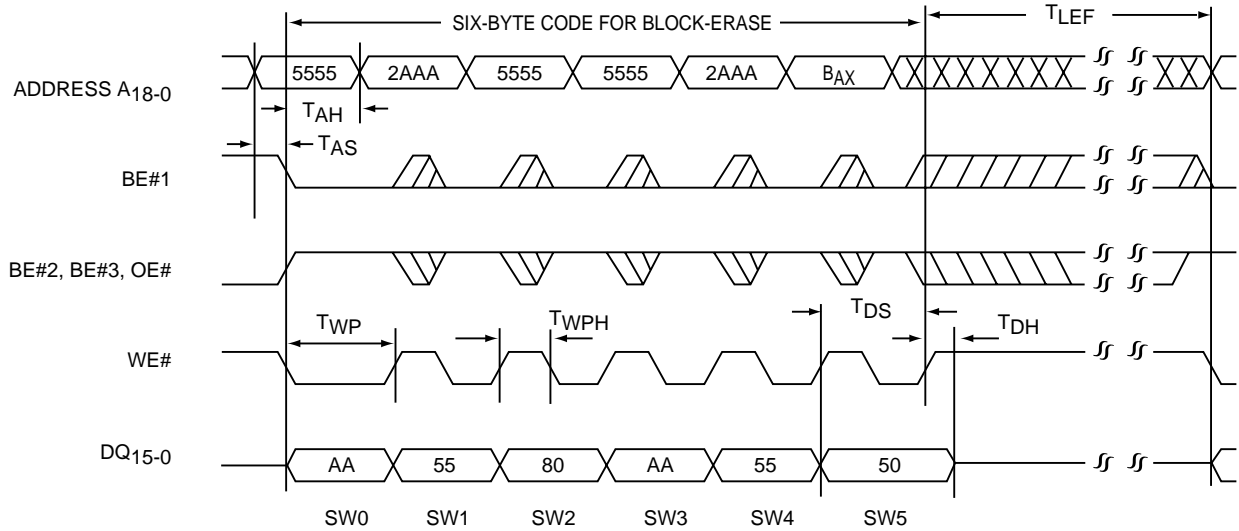 SIX-BYTE CODE FOR BLOCK-ERASE
TLEF
ADDRESS A18-0
5555 2AAA 5555 5555 2AAA BAX
TAH
TAS
BE#1
BE#2, BE#3, OE#
TWP
TWPH
TDS
TDH
WE#
DQ15-0
AA 55 80 AA 55 50
SW0 SW1 SW2 SW3 SW4 SW5